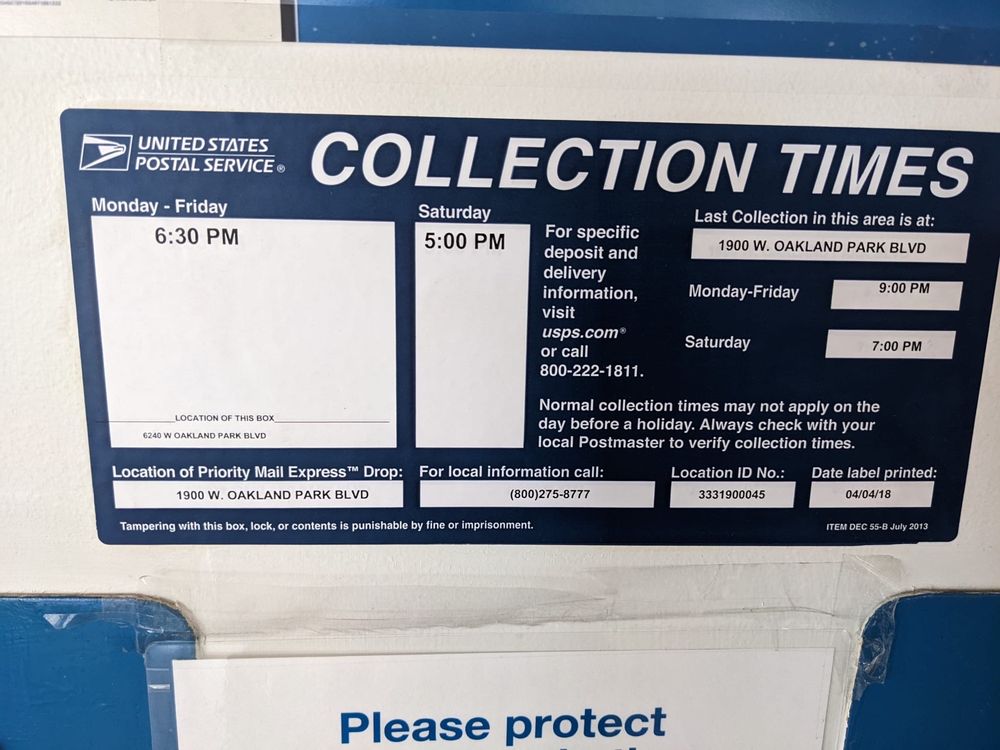 UNITED STATES
POSTAL SERVICE®
COLLECTION TIMES
Monday - Friday
6:30 PM
LOCATION OF THIS BOX
6240 W OAKLAND PARK BLVD
Saturday
5:00 PM
For specific
deposit and
delivery
information,
visit
usps.com®
or call
800-222-1811.
Last Collection in this area is at:
1900 W. OAKLAND PARK BLVD
Monday-Friday
9:00 PM
Saturday
7:00 PM
Normal collection times may not apply on the
day before a holiday. Always check with your
local Postmaster to verify collection times.
Location of Priority Mail Express™ Drop:
1900 W. OAKLAND PARK BLVD
For local information call:
(800)275-8777
Location ID No.:
3331900045
Date label printed:
04/04/18
Tampering with this box, lock, or contents is punishable by fine or imprisonment.
ITEM DEC 55-B July 2013
Please protect